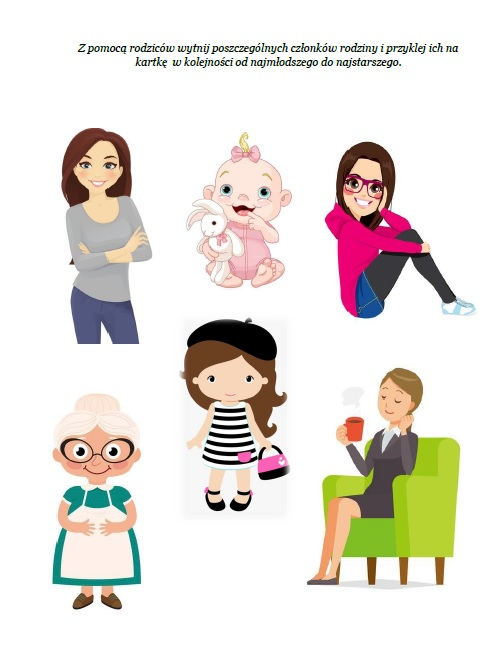 Z pomocą rodziców wytnij poszczególnych członków rodziny i przyklej ich na
kartkę w kolejności od najmłodszego do najstarszego.